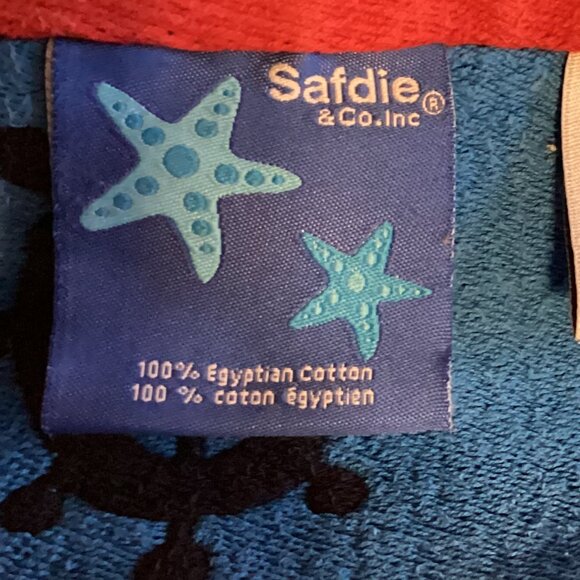 Safdie®
& Co.Inc
100% Egyptian Cotton
100 % coton égyptien